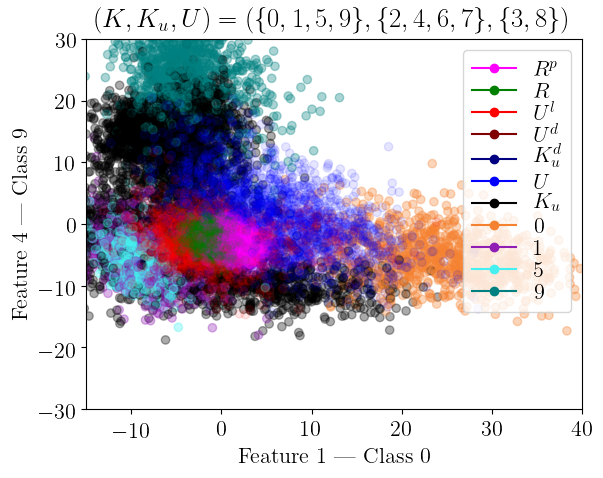 (K, K_u, U) = ({0, 1, 5, 9}, {2, 4, 6, 7}, {3, 8})
30
20
10
0
−10
−20
−30
Feature 4 — Class 9
R^p
R
U^l
U^d
K_u^d
U
K_u
0
1
5
9
−10
0
10
20
30
40
Feature 1 — Class 0